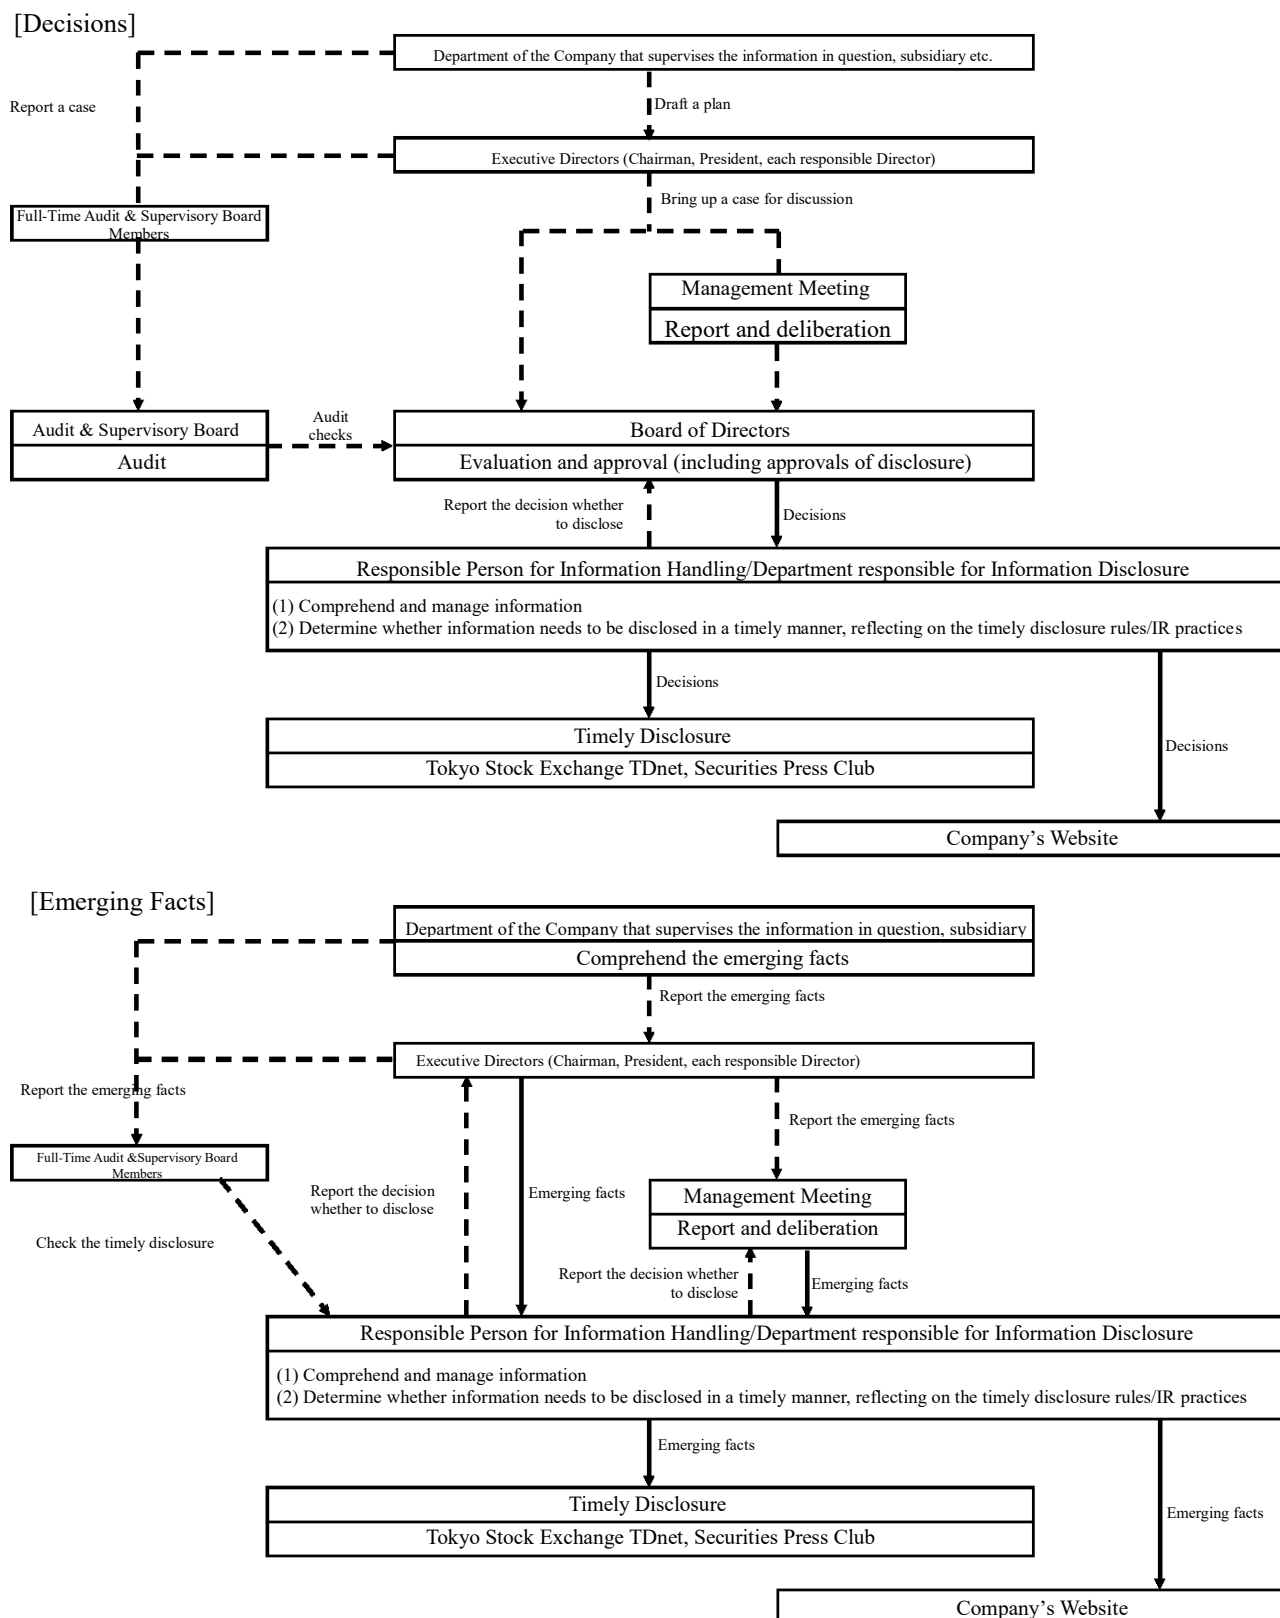 [Decisions]
Department of the Company that supervises the information in question, subsidiary etc.
Report a case
Draft a plan
Executive Directors (Chairman, President, each responsible Director)
Bring up a case for discussion
Full-Time Audit & Supervisory Board
Members
Management Meeting
Report and deliberation
Audit & Supervisory Board
Audit
Audit
checks
Board of Directors
Evaluation and approval (including approvals of disclosure)
Report the decision whether
to disclose
Decisions
Responsible Person for Information Handling/Department responsible for Information Disclosure
(1) Comprehend and manage information
(2) Determine whether information needs to be disclosed in a timely manner, reflecting on the timely disclosure rules/IR practices
Decisions
Timely Disclosure
Tokyo Stock Exchange TDnet, Securities Press Club
Decisions
Company’s Website
[Emerging Facts]
Department of the Company that supervises the information in question, subsidiary
Comprehend the emerging facts
Report the emerging facts
Executive Directors (Chairman, President, each responsible Director)
Report the emerging facts
Report the emerging facts
Full-Time Audit &Supervisory Board
Members
Report the decision
whether to disclose
Emerging facts
Management Meeting
Report and deliberation
Check the timely disclosure
Report the decision whether
to disclose
Emerging facts
Responsible Person for Information Handling/Department responsible for Information Disclosure
(1) Comprehend and manage information
(2) Determine whether information needs to be disclosed in a timely manner, reflecting on the timely disclosure rules/IR practices
Emerging facts
Timely Disclosure
Tokyo Stock Exchange TDnet, Securities Press Club
Emerging facts
Company’s Website